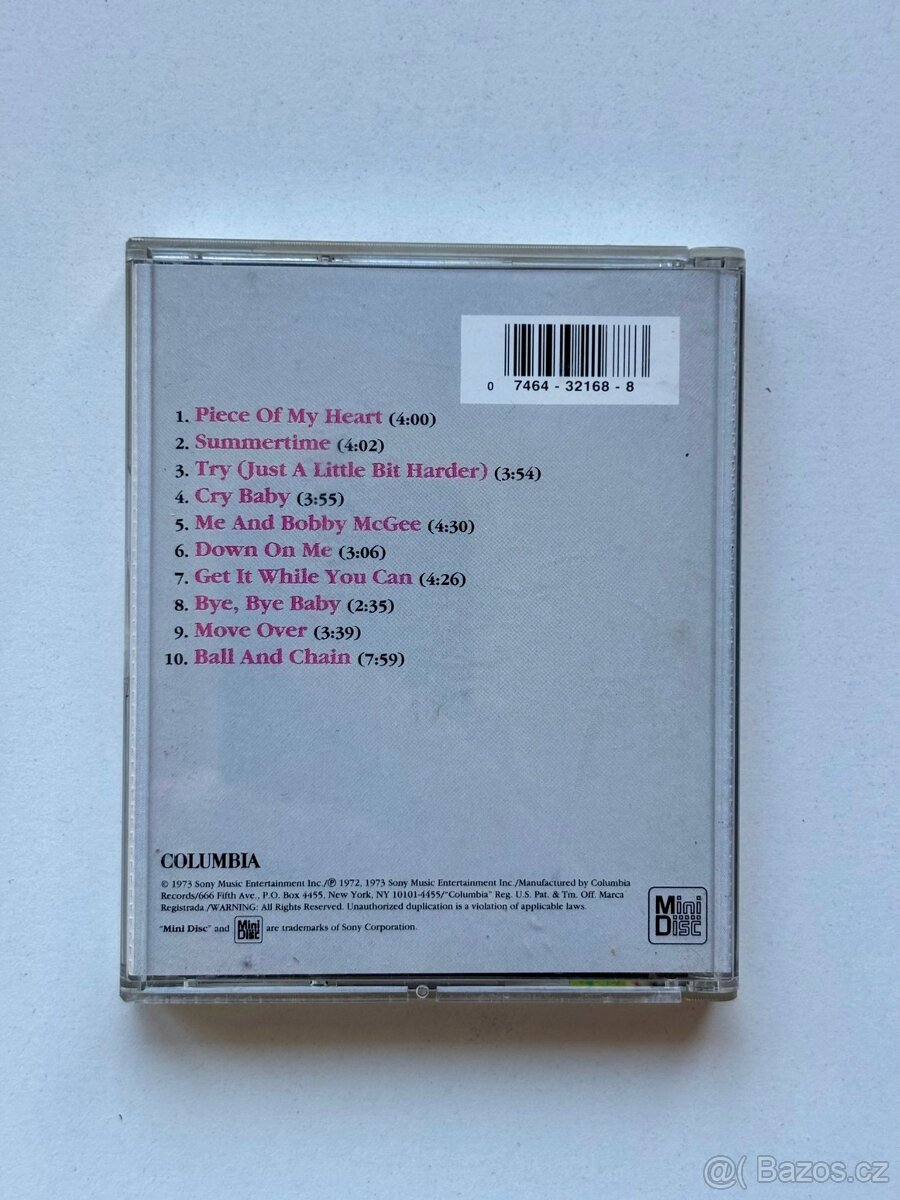 0 7464 - 32168 - 8
1. Piece Of My Heart (4:00)
2. Summertime (4:02)
3. Try (Just A Little Bit Harder) (3:54)
4. Cry Baby (3:55)
5. Me And Bobby McGee (4:30)
6. Down On Me (3:06)
7. Get It While You Can (4:26)
8. Bye, Bye Baby (2:35)
9. Move Over (3:39)
10. Ball And Chain (7:59)
COLUMBIA
© 1973 Sony Music Entertainment Inc./℗ 1972, 1973 Sony Music Entertainment Inc./Manufactured by Columbia
Records/666 Fifth Ave., P.O. Box 4455, New York, NY 10101-4455/"Columbia" Reg. U.S. Pat. & Tm. Off. Marca
Registrada./WARNING: All Rights Reserved. Unauthorized duplication is a violation of applicable laws.
"Mini Disc" and Mini Disc are trademarks of Sony Corporation.
Mini
Disc
@( Bazos.cz